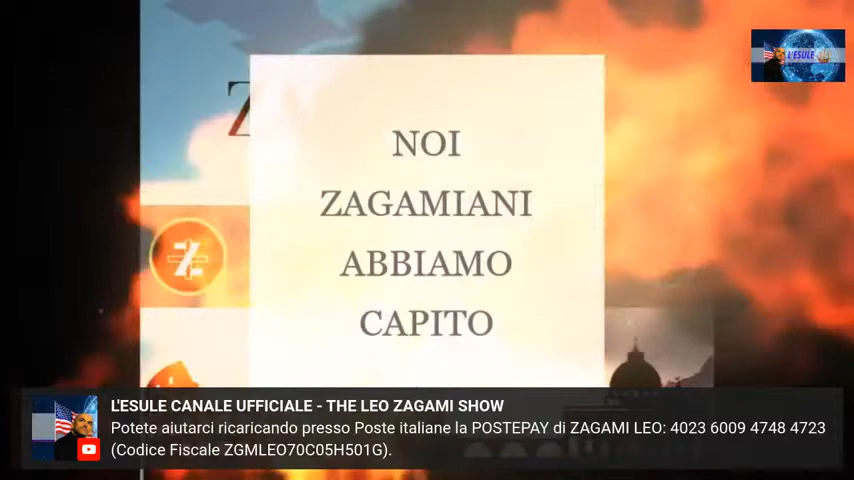 L'ESULE
Z
NOI
ZAGAMIANI
ABBIAMO
CAPITO
L'ESULE CANALE UFFICIALE - THE LEO ZAGAMI SHOW
Potete aiutarci ricaricando presso Poste italiane la POSTEPAY di ZAGAMI LEO: 4023 6009 4748 4723
(Codice Fiscale ZGMLEO70C05H501G).